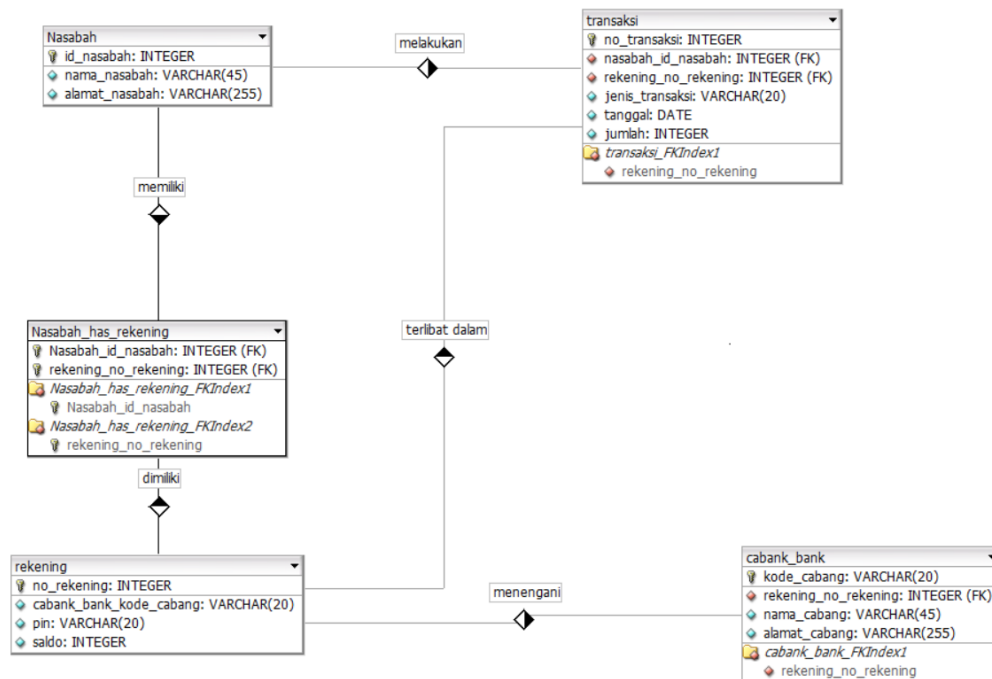 Nasabah
id_nasabah: INTEGER
nama_nasabah: VARCHAR(45)
alamat_nasabah: VARCHAR(255)
melakukan
transaksi
no_transaksi: INTEGER
nasabah_id_nasabah: INTEGER (FK)
rekening_no_rekening: INTEGER (FK)
jenis_transaksi: VARCHAR(20)
tanggal: DATE
jumlah: INTEGER
transaksi_FKIndex1
rekening_no_rekening
memiliki
terlibat dalam
Nasabah_has_rekening
Nasabah_id_nasabah: INTEGER (FK)
rekening_no_rekening: INTEGER (FK)
Nasabah_has_rekening_FKIndex1
Nasabah_id_nasabah
Nasabah_has_rekening_FKIndex2
rekening_no_rekening
dimiliki
rekening
no_rekening: INTEGER
cabank_bank_kode_cabang: VARCHAR(20)
pin: VARCHAR(20)
saldo: INTEGER
menengani
cabank_bank
kode_cabang: VARCHAR(20)
rekening_no_rekening: INTEGER (FK)
nama_cabang: VARCHAR(45)
alamat_cabang: VARCHAR(255)
cabank_bank_FKIndex1
rekening_no_rekening